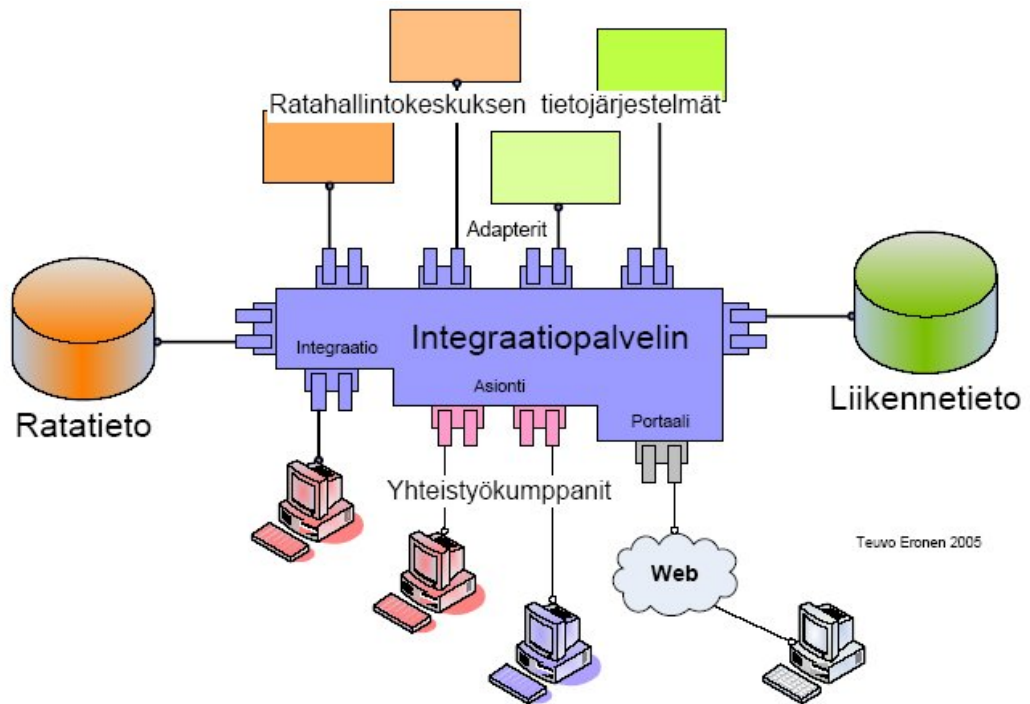 Ratahallintokeskuksen tietojärjestelmät
Adapterit
Integraatiopalvelin
Integraatio
Asionti
Portaali
Ratatieto
Liikennetieto
Yhteistyökumppanit
Teuvo Eronen 2005
Web